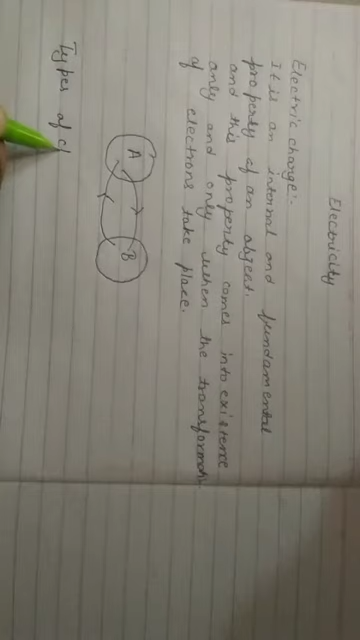 Electricity
Electric charge:-
It is an internal and fundamental
property of an object.
and this property comes into existence
only and only when the transformation
of electrons take place.
A
B
Types of c